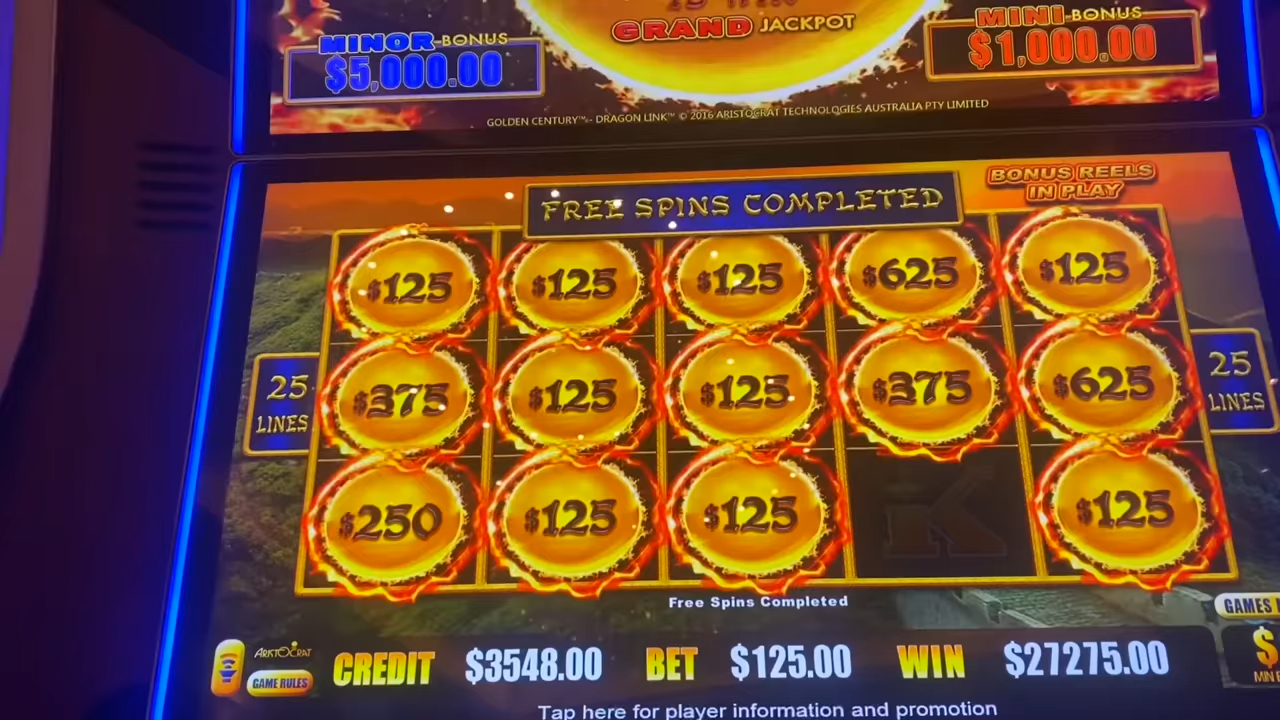 GRAND JACKPOT
MINOR BONUS
$5,000.00
MINI BONUS
$1,000.00
GOLDEN CENTURY™ - DRAGON LINK™ © 2016 ARISTOCRAT TECHNOLOGIES AUSTRALIA PTY LIMITED
FREE SPINS COMPLETED
BONUS REELS
IN PLAY
$125 $125 $125 $625 $125
$375 $125 $125 $375 $625
$250 $125 $125 K $125
25
LINES
25
LINES
Free Spins Completed
GAMES
ARISTOCRAT
GAME RULES
CREDIT $3548.00 BET $125.00 WIN $27275.00
$
MIN
Tap here for player information and promotion